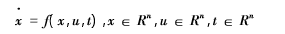 ẋ = f( x, u, t) , x ∈ Rⁿ, u ∈ Rⁿ, t ∈ Rⁿ